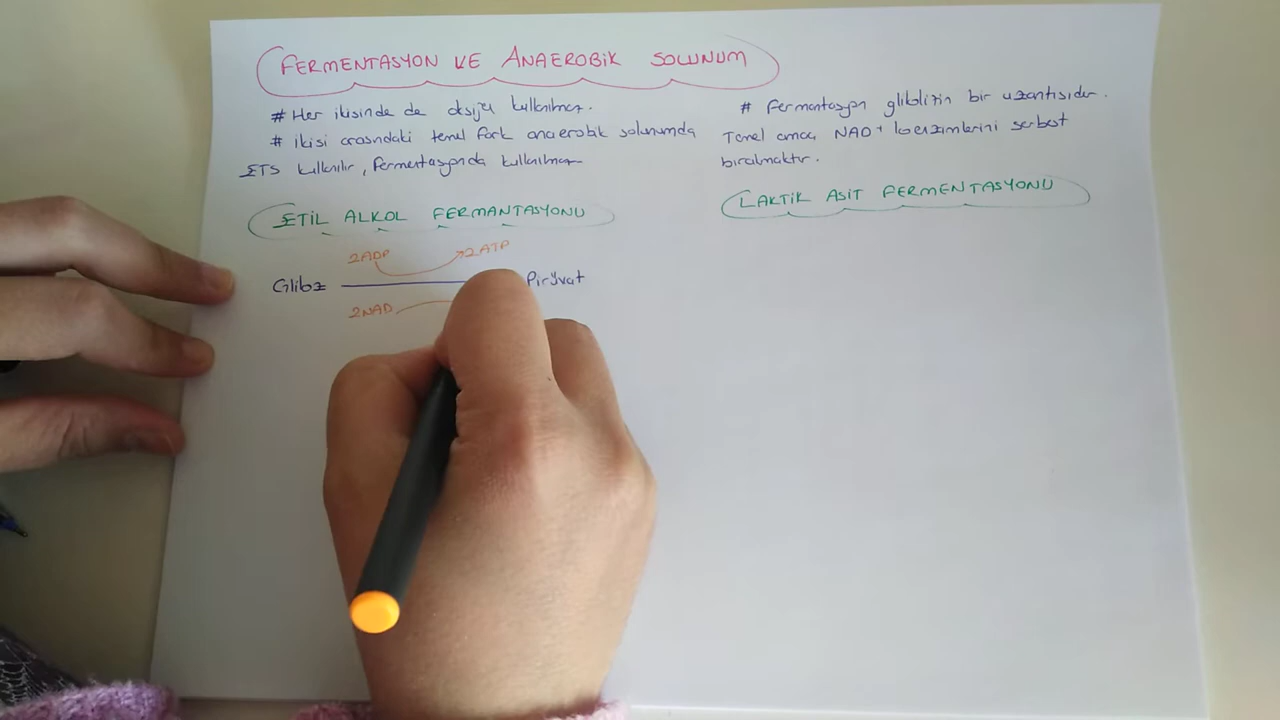 FERMENTASYON VE ANAEROBİK SOLUNUM
# Her ikisinde de oksijen kullanılmaz.
# ikisi arasındaki temel fark anaerobik solunumda
ETS kullanılır, fermentasyonda kullanılmaz
ETİL ALKOL FERMANTASYONU
2ADP 2ATP
Glikoz Pirüvat
2NAD
# Fermantasyon glikolizin bir uzantısıdır.
Temel amaç NAD+ koenzimlerini serbest
bırakmaktır.
LAKTİK ASİT FERMENTASYONU